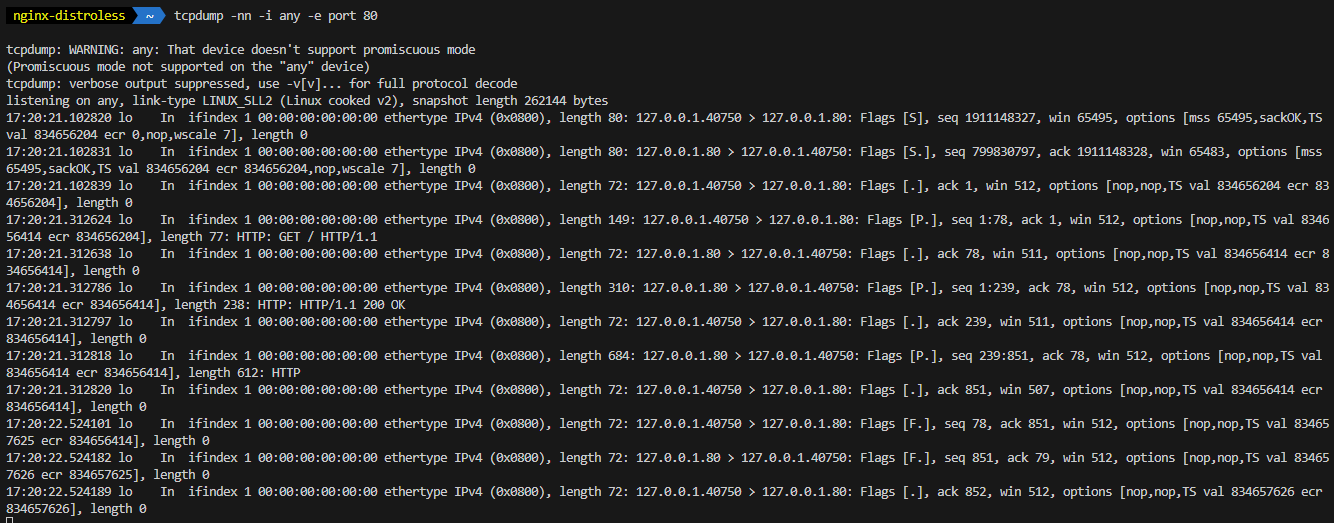 nginx-distroless ~ tcpdump -nn -i any -e port 80
tcpdump: WARNING: any: That device doesn't support promiscuous mode
(Promiscuous mode not supported on the "any" device)
tcpdump: verbose output suppressed, use -v[v]... for full protocol decode
listening on any, link-type LINUX_SLL2 (Linux cooked v2), snapshot length 262144 bytes
17:20:21.102820 lo    In  ifindex 1 00:00:00:00:00:00 ethertype IPv4 (0x0800), length 80: 127.0.0.1.40750 > 127.0.0.1.80: Flags [S], seq 1911148327, win 65495, options [mss 65495,sackOK,TS
val 834656204 ecr 0,nop,wscale 7], length 0
17:20:21.102831 lo    In  ifindex 1 00:00:00:00:00:00 ethertype IPv4 (0x0800), length 80: 127.0.0.1.80 > 127.0.0.1.40750: Flags [S.], seq 799830797, ack 1911148328, win 65483, options [mss
65495,sackOK,TS val 834656204 ecr 834656204,nop,wscale 7], length 0
17:20:21.102839 lo    In  ifindex 1 00:00:00:00:00:00 ethertype IPv4 (0x0800), length 72: 127.0.0.1.40750 > 127.0.0.1.80: Flags [.], ack 1, win 512, options [nop,nop,TS val 834656204 ecr 83
4656204], length 0
17:20:21.312624 lo    In  ifindex 1 00:00:00:00:00:00 ethertype IPv4 (0x0800), length 149: 127.0.0.1.40750 > 127.0.0.1.80: Flags [P.], seq 1:78, ack 1, win 512, options [nop,nop,TS val 8346
56414 ecr 834656204], length 77: HTTP: GET / HTTP/1.1
17:20:21.312638 lo    In  ifindex 1 00:00:00:00:00:00 ethertype IPv4 (0x0800), length 72: 127.0.0.1.80 > 127.0.0.1.40750: Flags [.], ack 78, win 511, options [nop,nop,TS val 834656414 ecr 8
34656414], length 0
17:20:21.312786 lo    In  ifindex 1 00:00:00:00:00:00 ethertype IPv4 (0x0800), length 310: 127.0.0.1.80 > 127.0.0.1.40750: Flags [P.], seq 1:239, ack 78, win 512, options [nop,nop,TS val 83
4656414 ecr 834656414], length 238: HTTP: HTTP/1.1 200 OK
17:20:21.312797 lo    In  ifindex 1 00:00:00:00:00:00 ethertype IPv4 (0x0800), length 72: 127.0.0.1.40750 > 127.0.0.1.80: Flags [.], ack 239, win 511, options [nop,nop,TS val 834656414 ecr
834656414], length 0
17:20:21.312818 lo    In  ifindex 1 00:00:00:00:00:00 ethertype IPv4 (0x0800), length 684: 127.0.0.1.80 > 127.0.0.1.40750: Flags [P.], seq 239:851, ack 78, win 512, options [nop,nop,TS val
834656414 ecr 834656414], length 612: HTTP
17:20:21.312820 lo    In  ifindex 1 00:00:00:00:00:00 ethertype IPv4 (0x0800), length 72: 127.0.0.1.40750 > 127.0.0.1.80: Flags [.], ack 851, win 507, options [nop,nop,TS val 834656414 ecr
834656414], length 0
17:20:22.524101 lo    In  ifindex 1 00:00:00:00:00:00 ethertype IPv4 (0x0800), length 72: 127.0.0.1.40750 > 127.0.0.1.80: Flags [F.], seq 78, ack 851, win 512, options [nop,nop,TS val 83465
7625 ecr 834656414], length 0
17:20:22.524182 lo    In  ifindex 1 00:00:00:00:00:00 ethertype IPv4 (0x0800), length 72: 127.0.0.1.80 > 127.0.0.1.40750: Flags [F.], seq 851, ack 79, win 512, options [nop,nop,TS val 83465
7626 ecr 834657625], length 0
17:20:22.524189 lo    In  ifindex 1 00:00:00:00:00:00 ethertype IPv4 (0x0800), length 72: 127.0.0.1.40750 > 127.0.0.1.80: Flags [.], ack 852, win 512, options [nop,nop,TS val 834657626 ecr
834657626], length 0